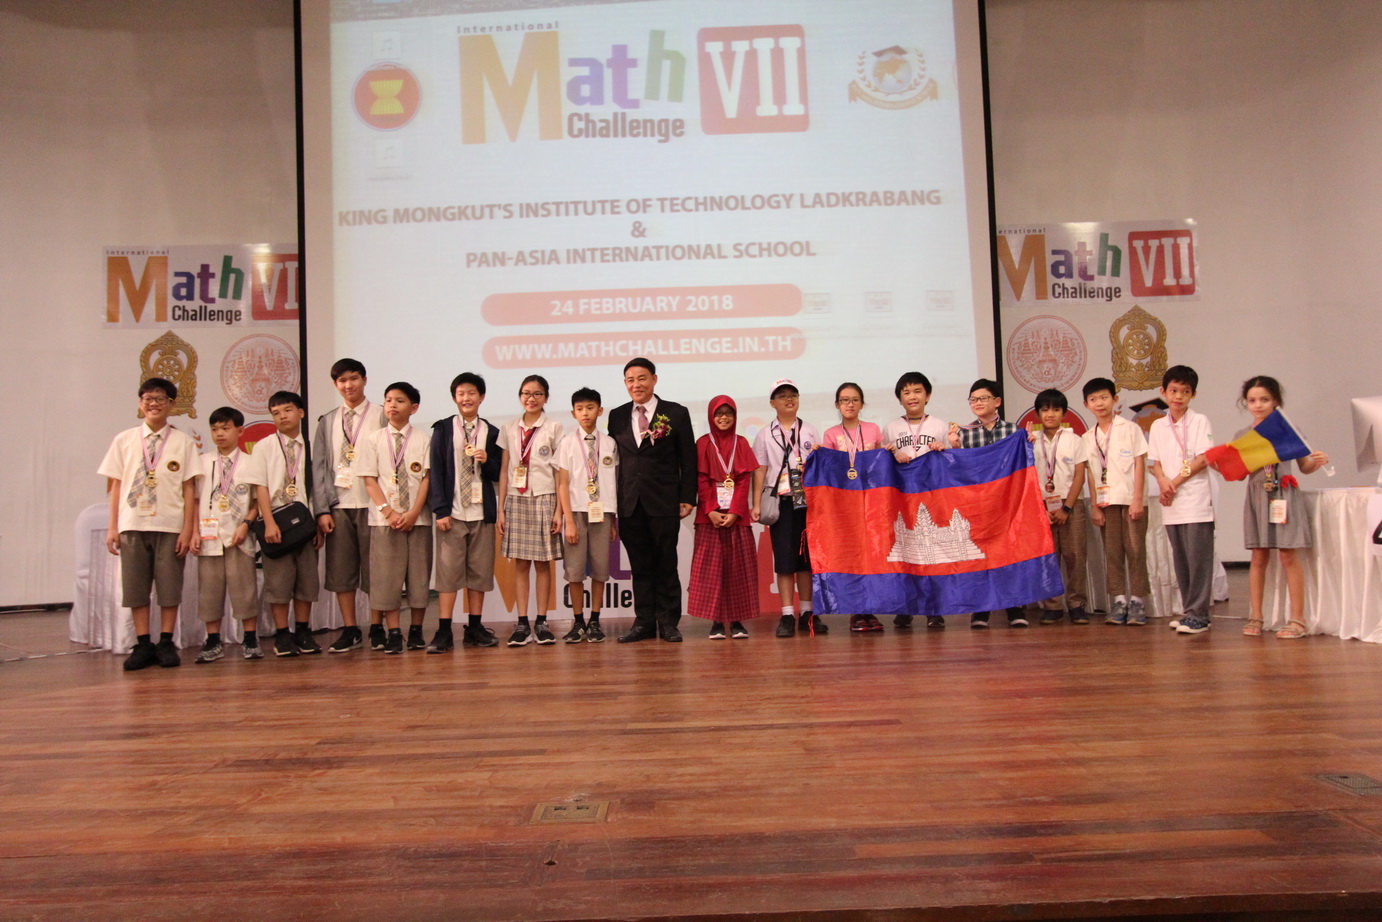 International
Math
VII
Challenge
KING MONGKUT'S INSTITUTE OF TECHNOLOGY LADKRABANG
&
PAN-ASIA INTERNATIONAL SCHOOL
24 FEBRUARY 2018
WWW.MATHCHALLENGE.IN.TH
International
Math VI
Challenge
International
Math
VII
Challenge
CHARACTER
Challe